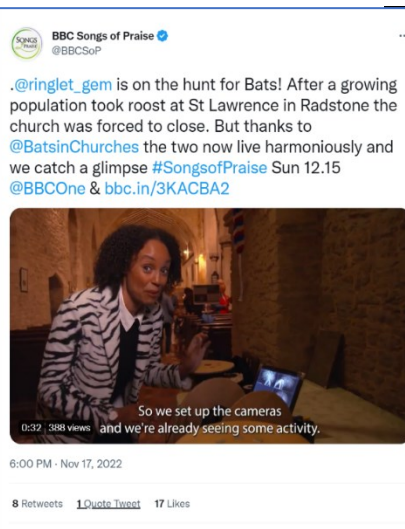 SONGS
OF
PRAISE
BBC Songs of Praise
@BBCSoP
.@ringlet_gem is on the hunt for Bats! After a growing
population took roost at St Lawrence in Radstone the
church was forced to close. But thanks to
@BatsinChurches the two now live harmoniously and
we catch a glimpse #SongsofPraise Sun 12.15
@BBCOne & bbc.in/3KACBA2
So we set up the cameras
and we're already seeing some activity.
0:32 388 views
6:00 PM · Nov 17, 2022
8 Retweets 1 Quote Tweet 17 Likes